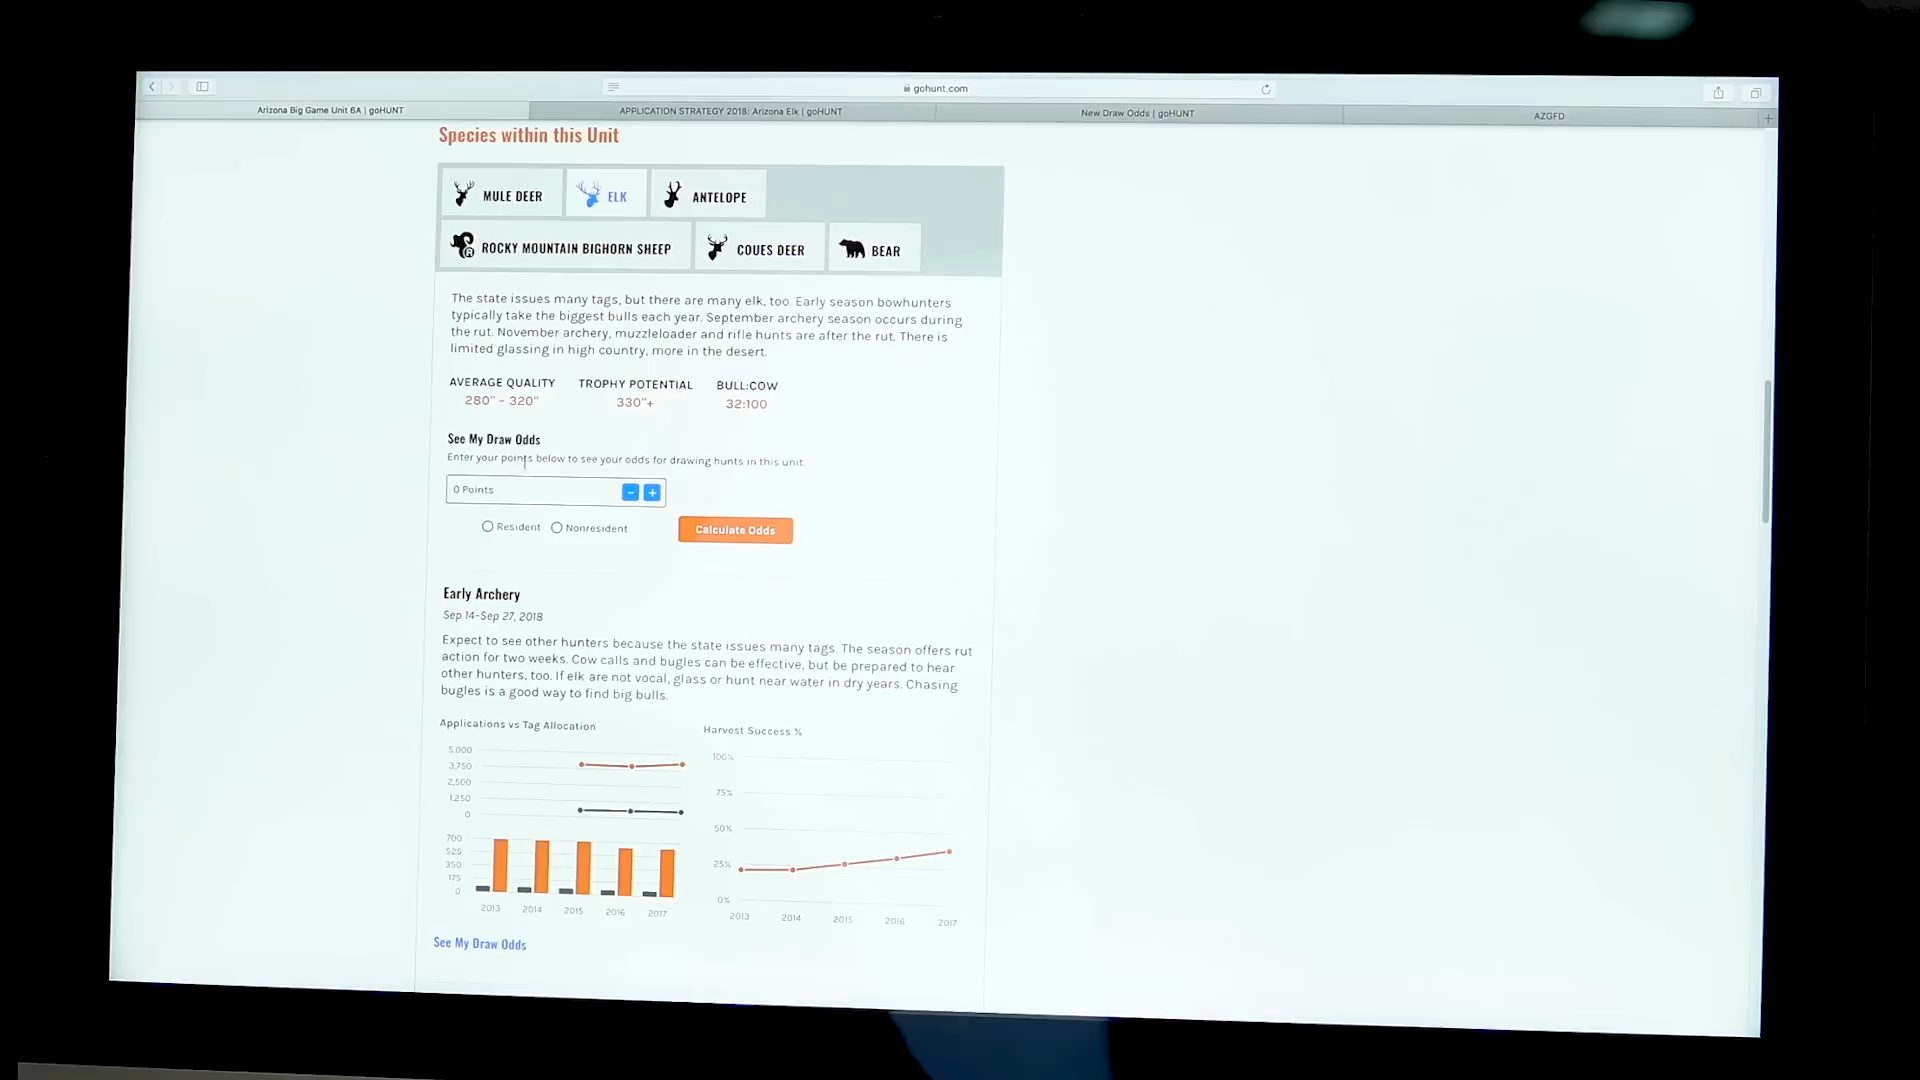 gohunt.com
Arizona Big Game Unit 6A | goHUNT
APPLICATION STRATEGY 2018: Arizona Elk | goHUNT
New Draw Odds | goHUNT
AZGFD
Species within this Unit
MULE DEER
ELK
ANTELOPE
ROCKY MOUNTAIN BIGHORN SHEEP
COUES DEER
BEAR
The state issues many tags, but there are many elk, too. Early season bowhunters
typically take the biggest bulls each year. September archery season occurs during
the rut. November archery, muzzleloader and rifle hunts are after the rut. There is
limited glassing in high country, more in the desert.
AVERAGE QUALITY TROPHY POTENTIAL BULL:COW
280" – 320" 330"+ 32:100
See My Draw Odds
Enter your points below to see your odds for drawing hunts in this unit.
0 Points - +
Resident Nonresident Calculate Odds
Early Archery
Sep 14-Sep 27, 2018
Expect to see other hunters because the state issues many tags. The season offers rut
action for two weeks. Cow calls and bugles can be effective, but be prepared to hear
other hunters, too. If elk are not vocal, glass or hunt near water in dry years. Chasing
bugles is a good way to find big bulls.
Applications vs Tag Allocation
5,000
3,750
2,500
1,250
0
700
525
350
175
0
2013 2014 2015 2016 2017
Harvest Success %
100%
75%
50%
25%
0%
2013 2014 2015 2016 2017
See My Draw Odds